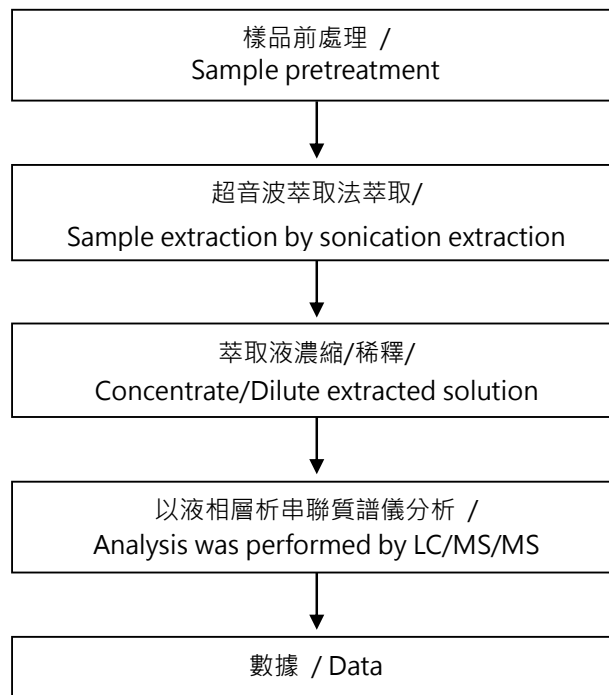 樣品前處理 /
Sample pretreatment
超音波萃取法萃取/
Sample extraction by sonication extraction
萃取液濃縮/稀釋/
Concentrate/Dilute extracted solution
以液相層析串聯質譜儀分析 /
Analysis was performed by LC/MS/MS
數據 / Data